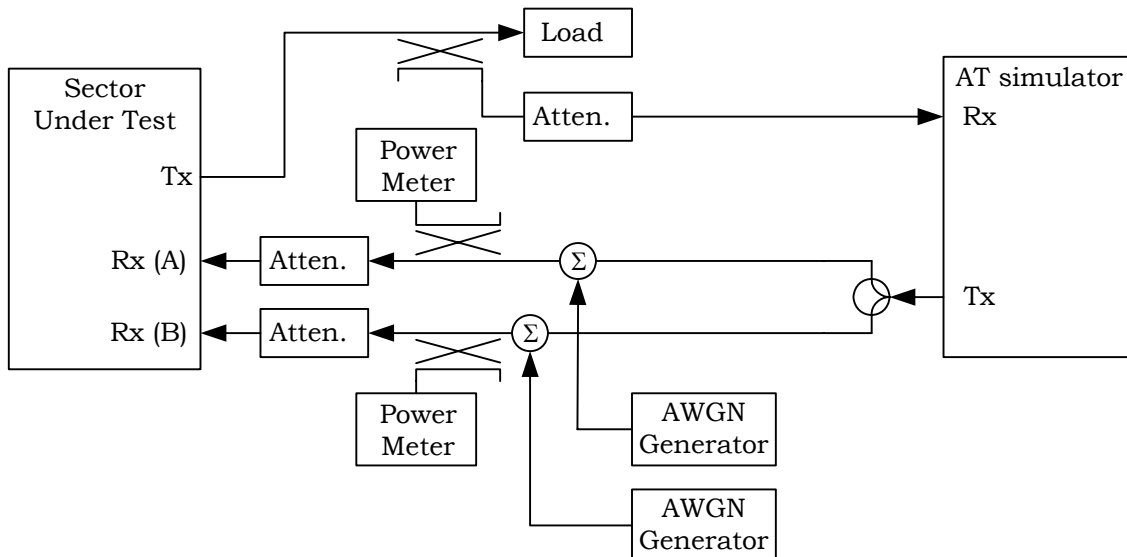 Load
Sector
Under Test
AT simulator
Atten.
Rx
Power
Meter
Tx
Rx (A)
Atten.
Σ
Tx
Rx (B)
Atten.
Σ
Power
Meter
AWGN
Generator
AWGN
Generator